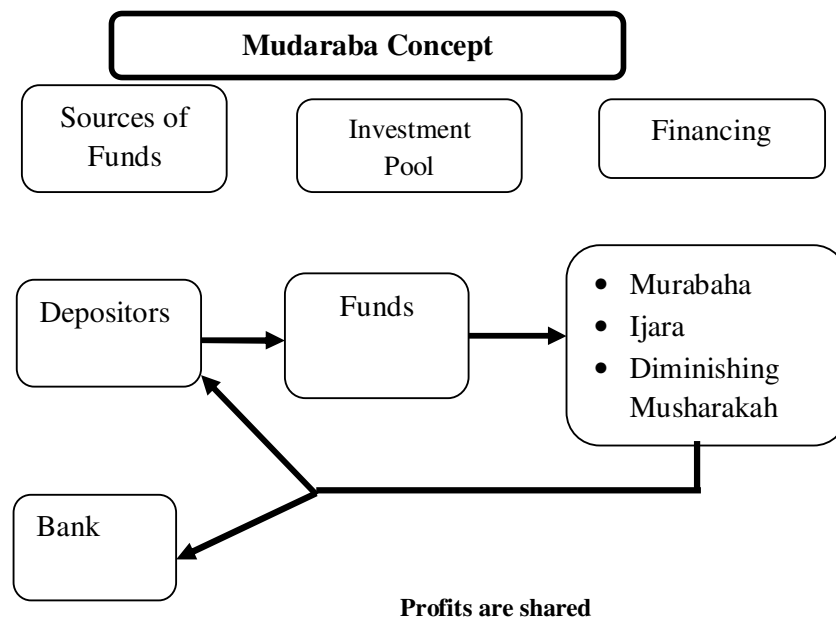 Mudaraba Concept
Sources of
Funds
Investment
Pool
Financing
Depositors
Funds
• Murabaha
• Ijara
• Diminishing
Musharakah
Bank
Profits are shared